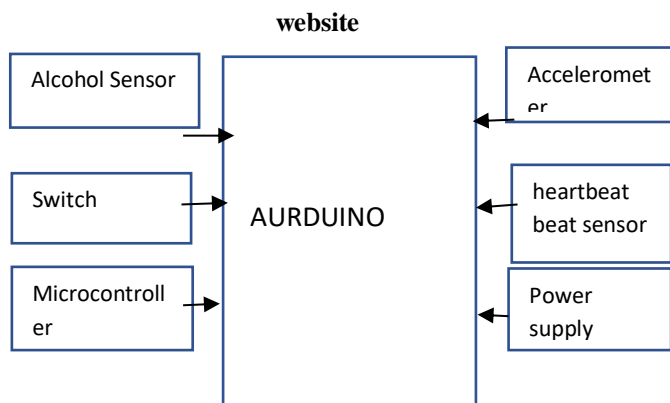 website
Alcohol Sensor
Acceleromet
er
Switch
AURDUINO
heartbeat
beat sensor
Microcontroll
er
Power
supply